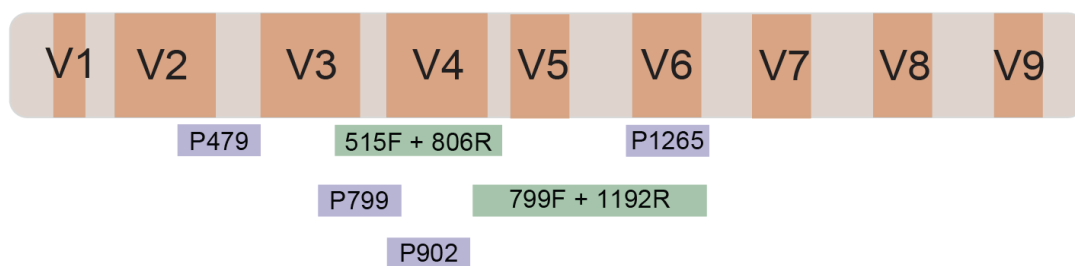 V1 V2 V3 V4 V5 V6 V7 V8 V9
P479 515F + 806R P1265
P799 799F + 1192R
P902